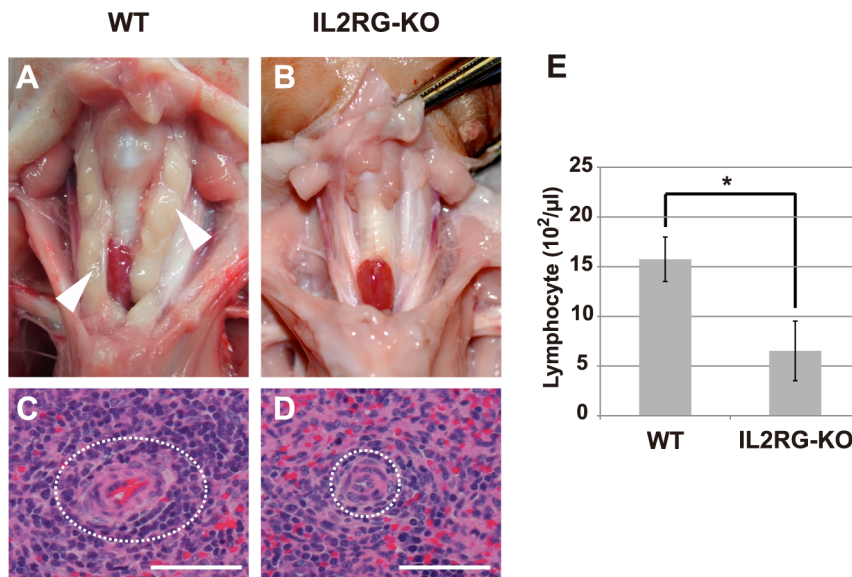 WT IL2RG-KO
A
B
C
D
E
Lymphocyte (10²/μl)
25
20
15
10
5
0
*
WT IL2RG-KO